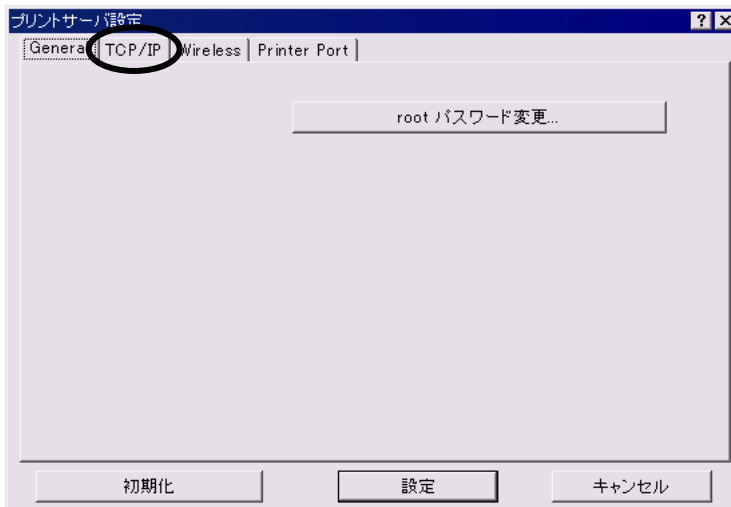 プリントサーバ設定
General TCP/IP Wireless Printer Port
root パスワード変更...
初期化 設定 キャンセル